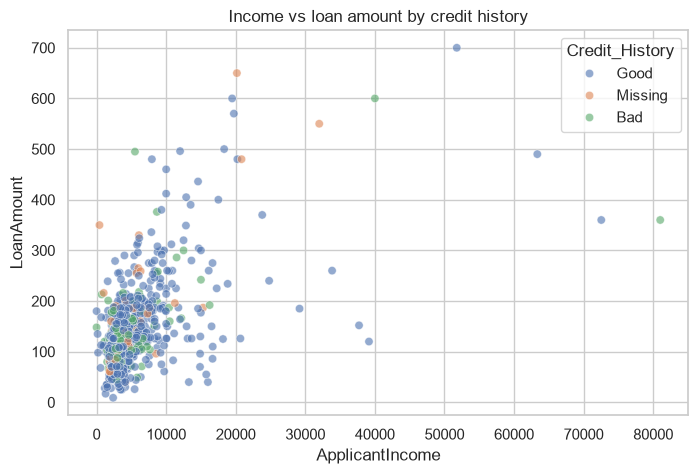 Income vs loan amount by credit history
Credit_History
Good
Missing
Bad
LoanAmount
700
600
500
400
300
200
100
0
0
10000
20000
30000
40000
50000
60000
70000
80000
ApplicantIncome